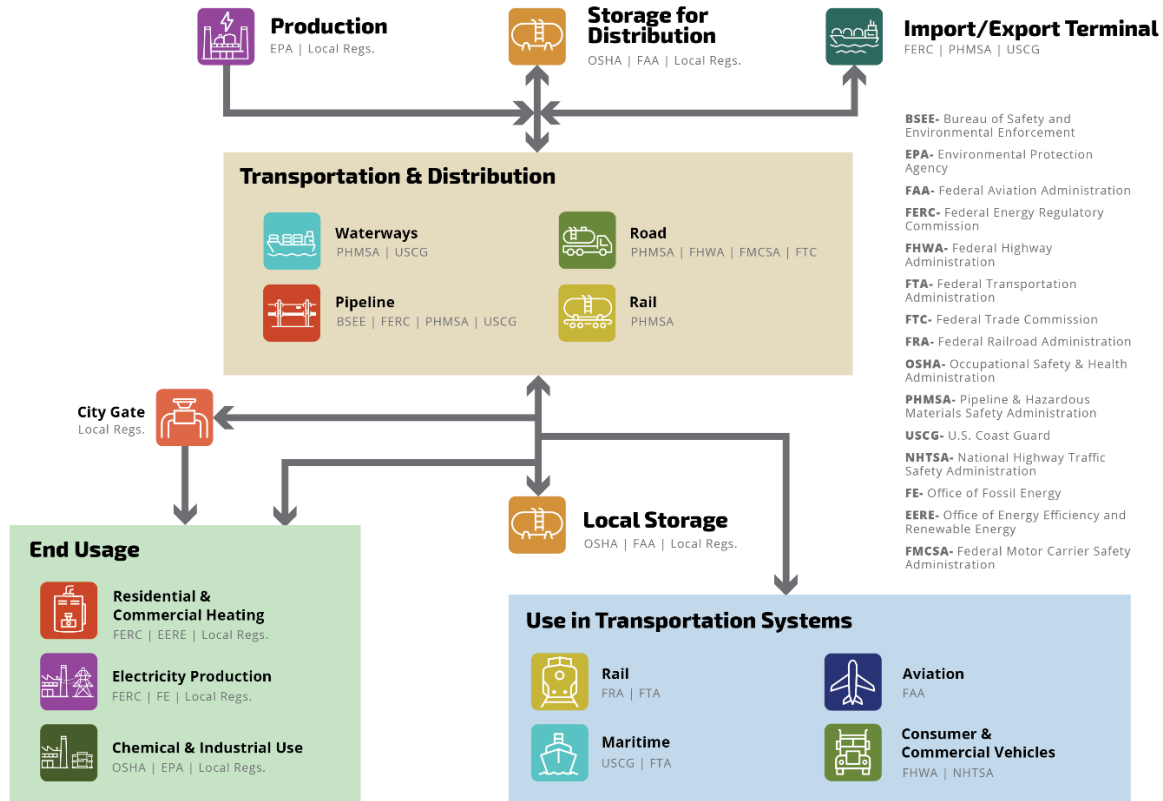 Production
EPA | Local Regs.
Storage for
Distribution
OSHA | FAA | Local Regs.
Import/Export Terminal
FERC | PHMSA | USCG
BSEE- Bureau of Safety and
Environmental Enforcement
EPA- Environmental Protection
Agency
FAA- Federal Aviation Administration
FERC- Federal Energy Regulatory
Commission
FHWA- Federal Highway
Administration
FTA- Federal Transportation
Administration
FTC- Federal Trade Commission
FRA- Federal Railroad Administration
OSHA- Occupational Safety & Health
Administration
PHMSA- Pipeline & Hazardous
Materials Safety Administration
USCG- U.S. Coast Guard
NHTSA- National Highway Traffic
Safety Administration
FE- Office of Fossil Energy
EERE- Office of Energy Efficiency and
Renewable Energy
FMCSA- Federal Motor Carrier Safety
Administration
Transportation & Distribution
Waterways
PHMSA | USCG
Road
PHMSA | FHWA | FMCSA | FTC
Pipeline
BSEE | FERC | PHMSA | USCG
Rail
PHMSA
City Gate
Local Regs.
Local Storage
OSHA | FAA | Local Regs.
End Usage
Residential &
Commercial Heating
FERC | EERE | Local Regs.
Electricity Production
FERC | FE | Local Regs.
Chemical & Industrial Use
OSHA | EPA | Local Regs.
Use in Transportation Systems
Rail
FRA | FTA
Aviation
FAA
Maritime
USCG | FTA
Consumer &
Commercial Vehicles
FHWA | NHTSA